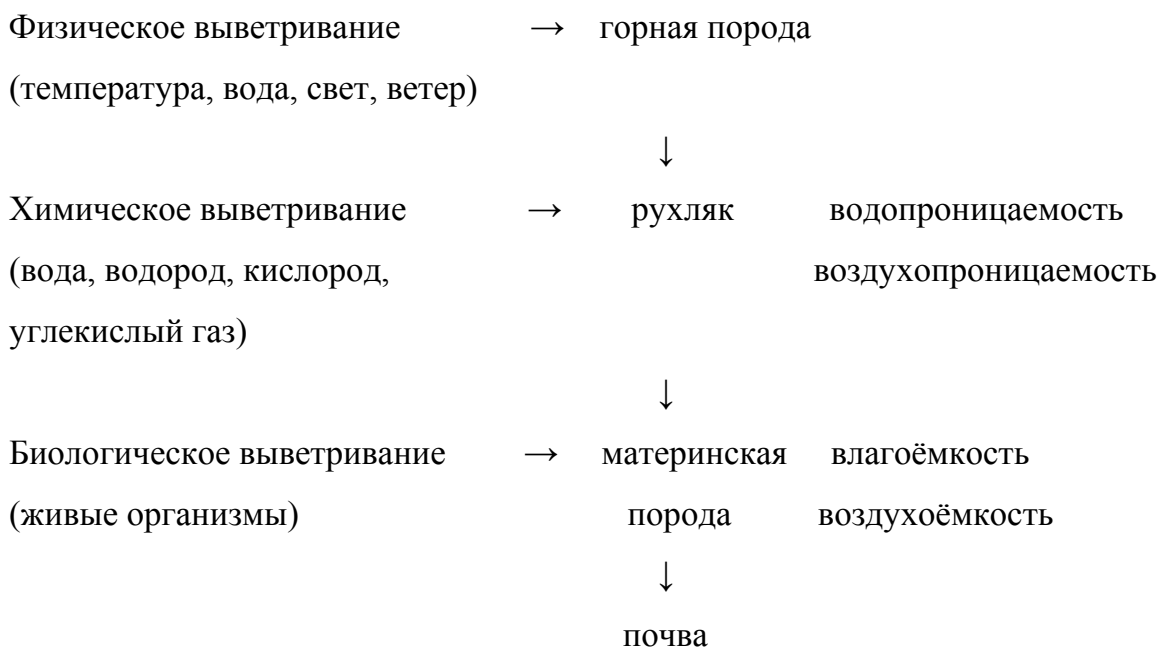 Физическое выветривание → горная порода
(температура, вода, свет, ветер)
↓
Химическое выветривание → рухляк водопроницаемость
(вода, водород, кислород, воздухопроницаемость
углекислый газ)
↓
Биологическое выветривание → материнская влагоёмкость
(живые организмы) порода воздухоёмкость
↓
почва